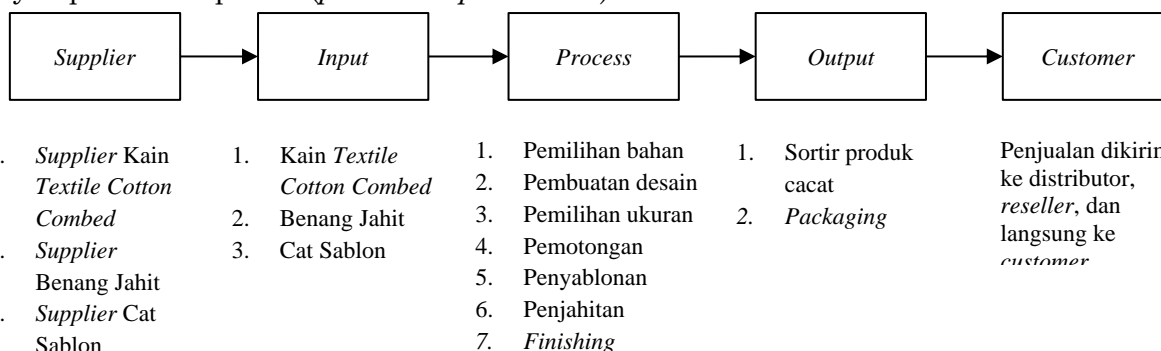 Supplier
Input
Process
Output
Customer
. Supplier Kain
Textile Cotton
Combed
. Supplier
Benang Jahit
. Supplier Cat
Sablon
1. Kain Textile
Cotton Combed
2. Benang Jahit
3. Cat Sablon
1. Pemilihan bahan
2. Pembuatan desain
3. Pemilihan ukuran
4. Pemotongan
5. Penyablonan
6. Penjahitan
7. Finishing
1. Sortir produk
cacat
2. Packaging
Penjualan dikirim
ke distributor,
reseller, dan
langsung ke
customer